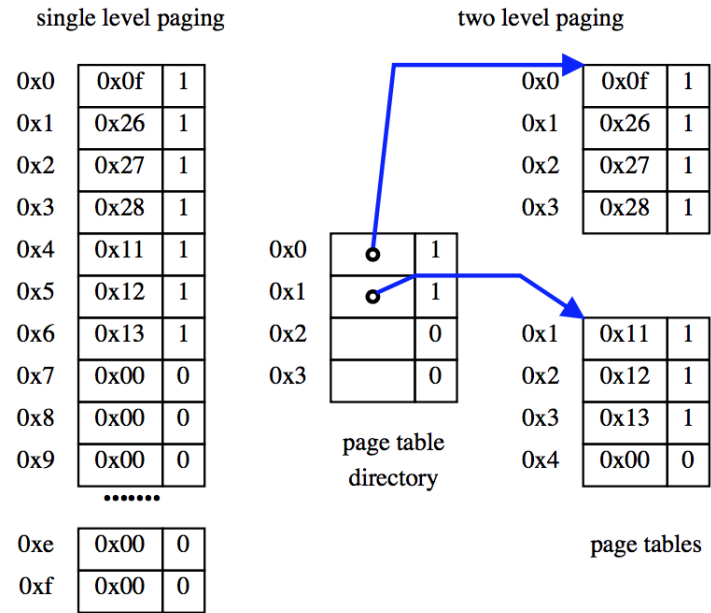 single level paging
0x0 0x0f 1
0x1 0x26 1
0x2 0x27 1
0x3 0x28 1
0x4 0x11 1
0x5 0x12 1
0x6 0x13 1
0x7 0x00 0
0x8 0x00 0
0x9 0x00 0
.......
0xe 0x00 0
0xf 0x00 0
two level paging
0x0 1
0x1 1
0x2 0
0x3 0
page table
directory
0x0 0x0f 1
0x1 0x26 1
0x2 0x27 1
0x3 0x28 1
0x1 0x11 1
0x2 0x12 1
0x3 0x13 1
0x4 0x00 0
page tables